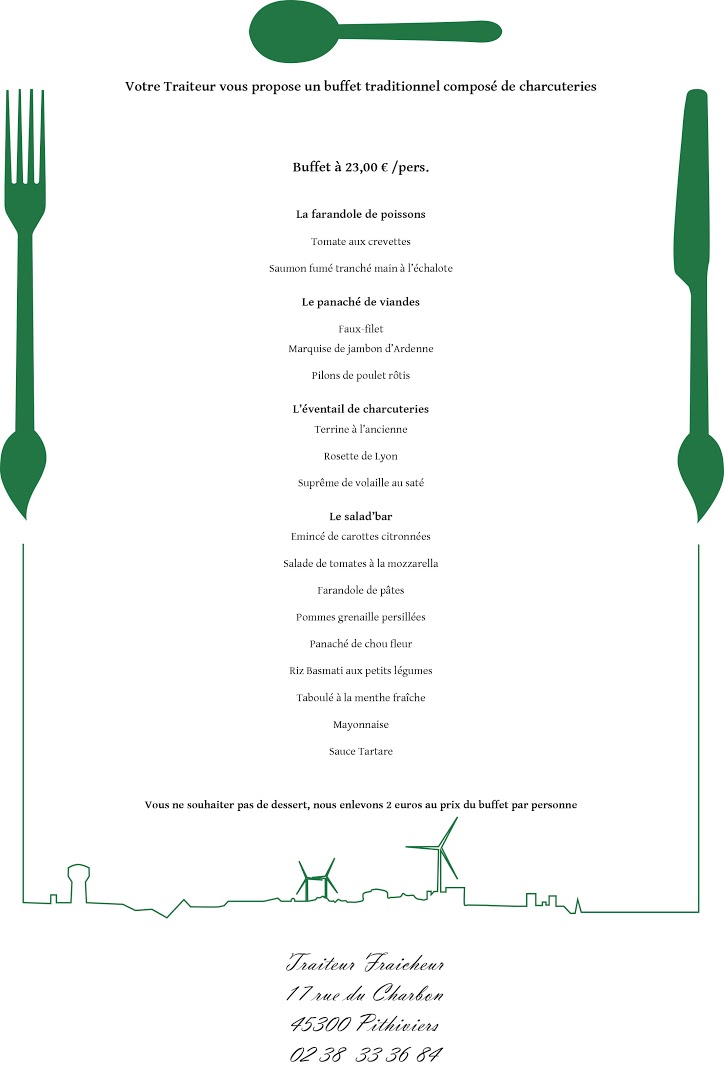 Votre Traiteur vous propose un buffet traditionnel composé de charcuteries
Buffet à 23,00 € /pers.
La farandole de poissons
Tomate aux crevettes
Saumon fumé tranché main à l'échalote
Le panaché de viandes
Faux-filet
Marquise de jambon d'Ardenne
Pilons de poulet rôtis
L'éventail de charcuteries
Terrine à l'ancienne
Rosette de Lyon
Suprême de volaille au saté
Le salad'bar
Emincé de carottes citronnées
Salade de tomates à la mozzarella
Farandole de pâtes
Pommes grenaille persillées
Panaché de chou fleur
Riz Basmati aux petits légumes
Taboulé à la menthe fraîche
Mayonnaise
Sauce Tartare
Vous ne souhaiter pas de dessert, nous enlevons 2 euros au prix du buffet par personne
Traiteur Fraicheur
17 rue du Charbon
45300 Pithiviers
02 38 33 36 84